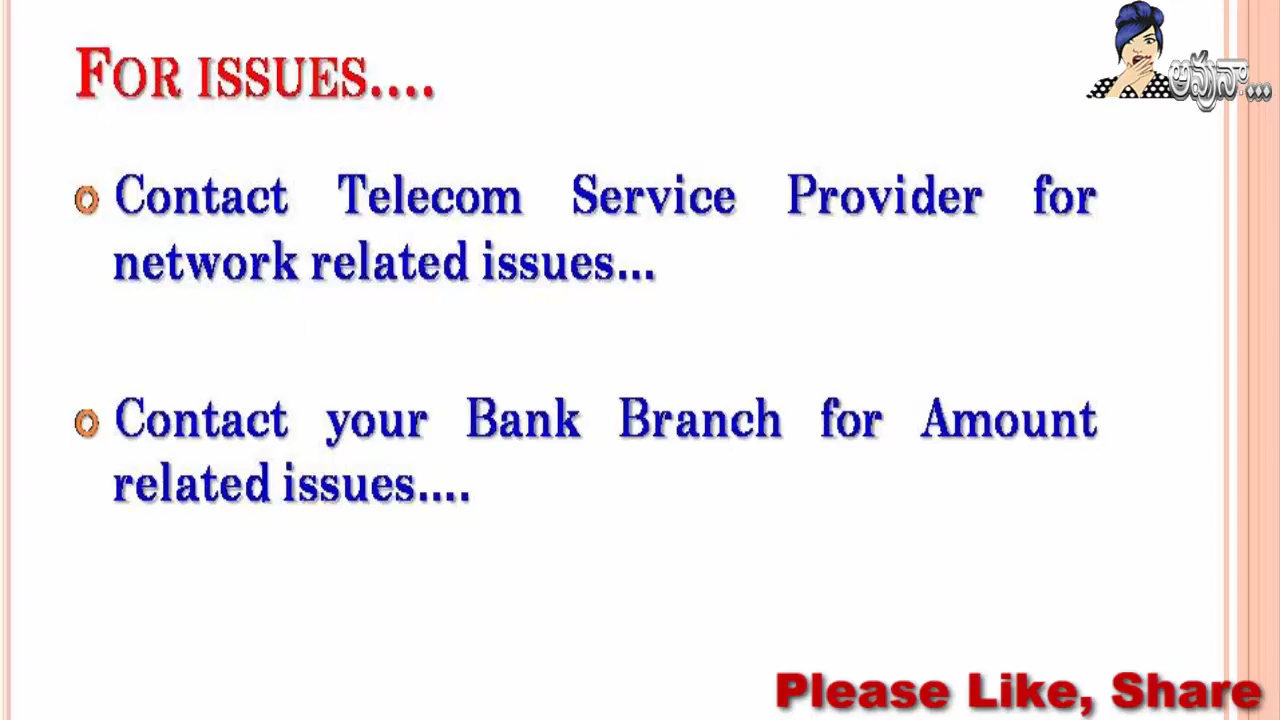 FOR ISSUES....
అవునా...
Contact Telecom Service Provider for
network related issues...
Contact your Bank Branch for Amount
related issues....
Please Like, Share